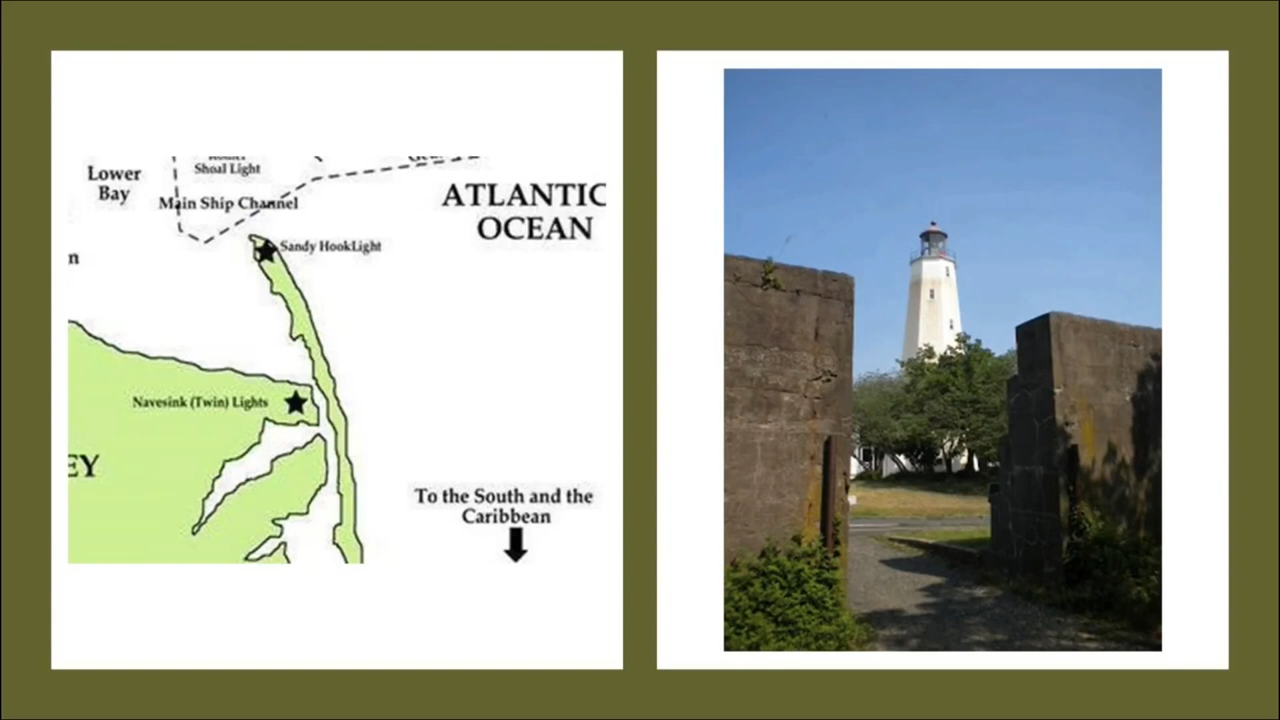 Shoal Light
Lower
Bay
Main Ship Channel
ATLANTIC
OCEAN
Sandy HookLight
n
Navesink (Twin) Lights
EY
To the South and the
Caribbean